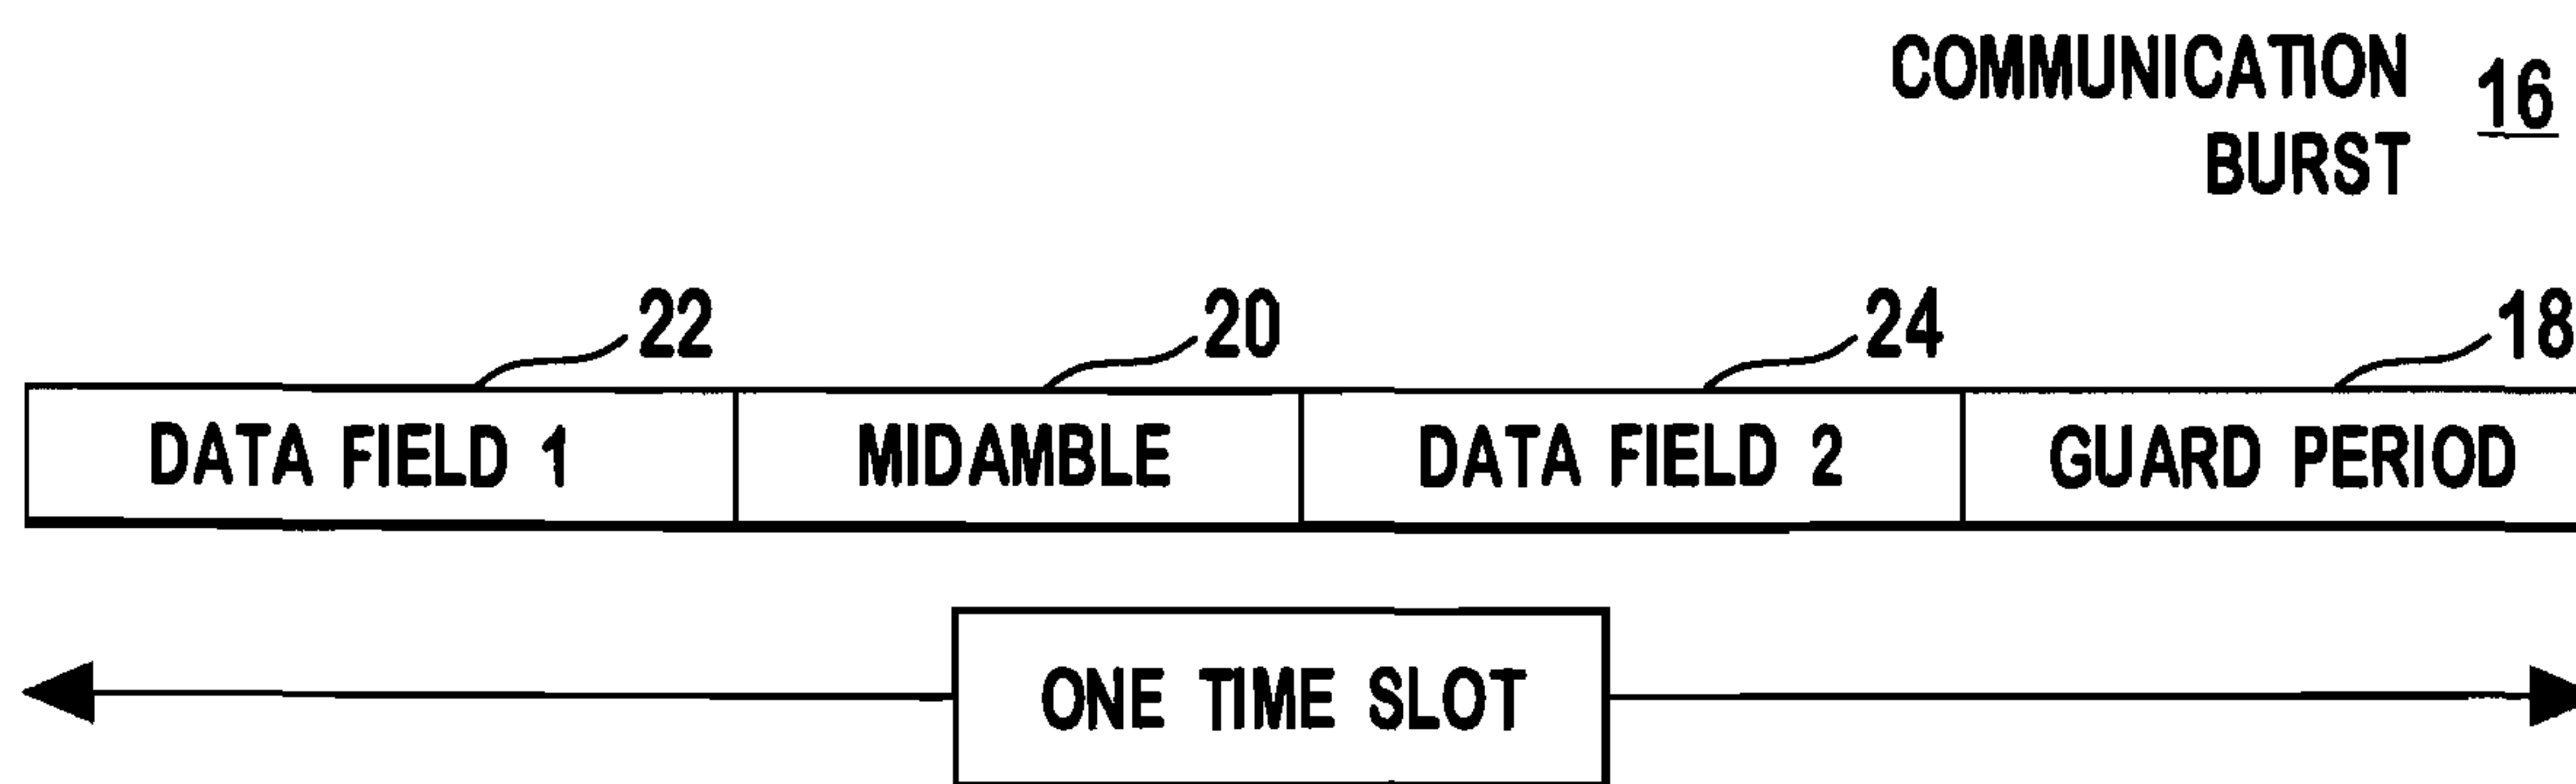 COMMUNICATION 16
BURST
22 20 24 18
DATA FIELD 1 MIDAMBLE DATA FIELD 2 GUARD PERIOD
ONE TIME SLOT